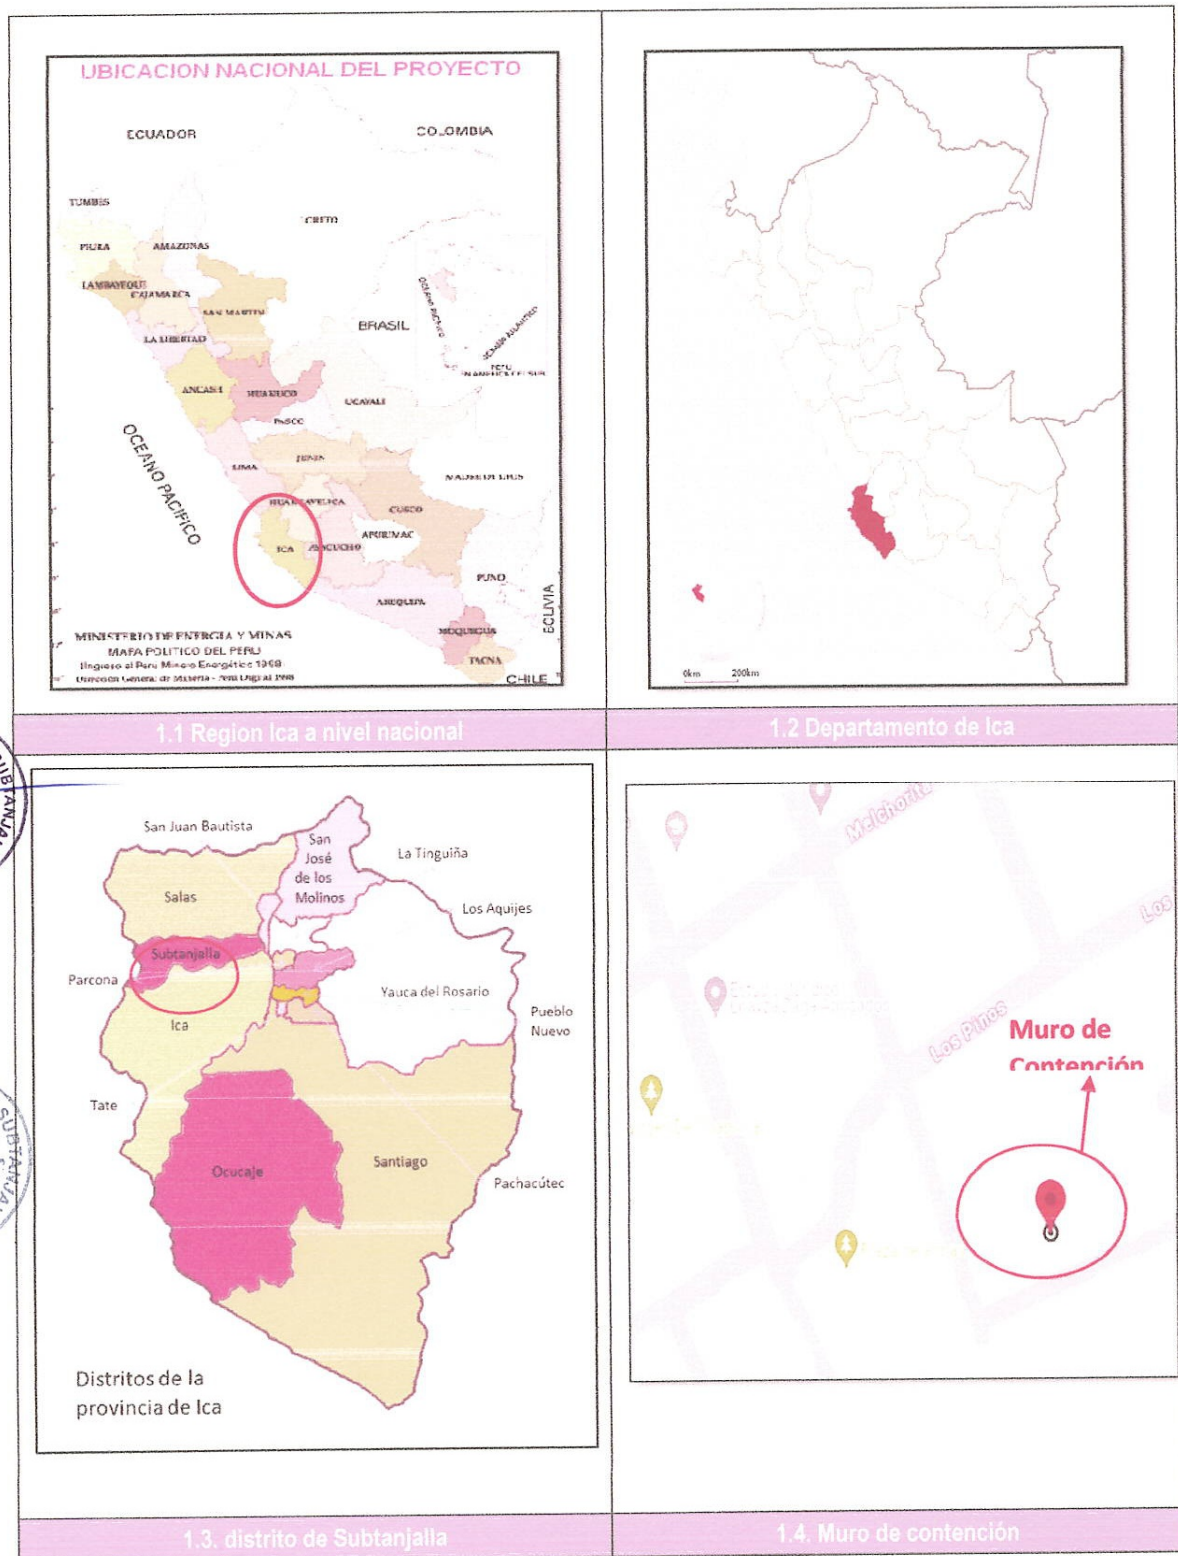 UBICACION NACIONAL DEL PROYECTO
ECUADOR
COLOMBIA
TUMBES
PIURA
AMAZONAS
LAMBAYEQUE
CAJAMARCA
SAN MARTIN
LA LIBERTAD
BRASIL
ANCASH
HUANUCO
UCAYALI
PASCO
OCEANO PACIFICO
LIMA
JUNIN
MADRE DE DIOS
CUSCO
ICA
AYACUCHO
APURIMAC
PUNO
AREQUIPA
BOLIVIA
MOQUEGUA
TACNA
CHILE
MINISTERIO DE ENERGIA Y MINAS
MAPA POLITICO DEL PERU
0km 200km
1.1 Region Ica a nivel nacional
1.2 Departamento de Ica
San Juan Bautista
San
José
de los
Molinos
La Tinguiña
Salas
Los Aquijes
Subtanjalla
Parcona
Yauca del Rosario
Ica
Pueblo
Nuevo
Tate
Ocucaje
Santiago
Pachacútec
Distritos de la
provincia de Ica
Melchorita
Los
Los Pinos
Muro de
Contención
1.3. distrito de Subtanjalla
1.4. Muro de contención
SUBTANJAL
SUBTANJAL